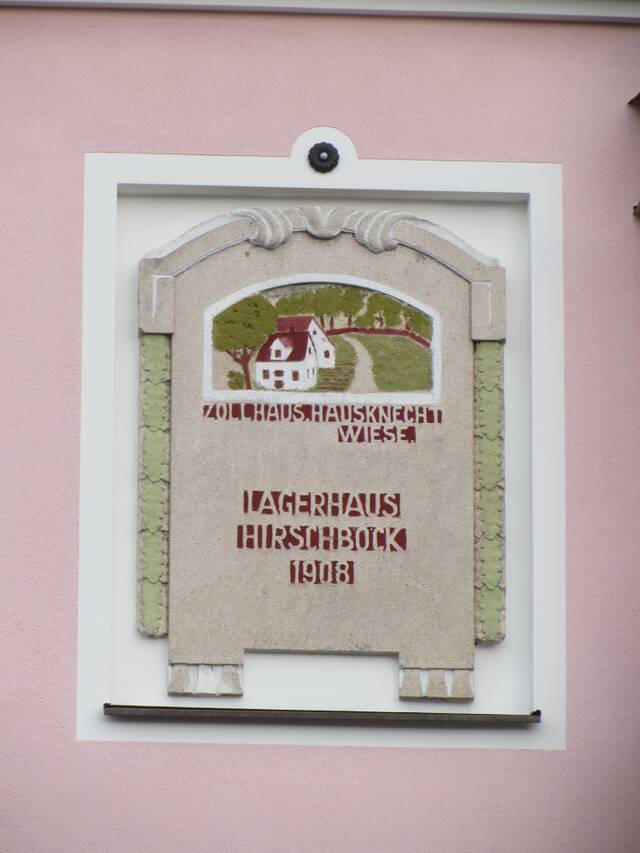 ZOLLHAUS. HAUSKNECHT
WIESE.
LAGERHAUS
HIRSCHBÖCK
1908